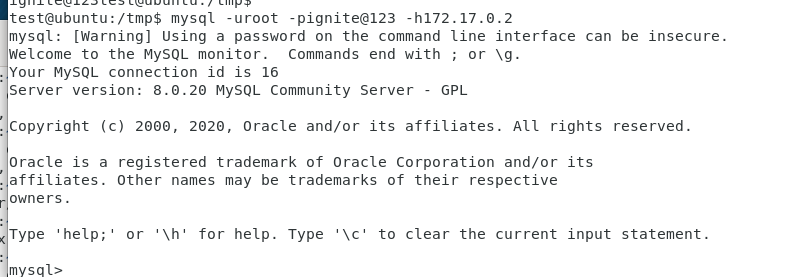 ignite@123test@ubuntu:/tmp$
test@ubuntu:/tmp$ mysql -uroot -pignite@123 -h172.17.0.2
mysql: [Warning] Using a password on the command line interface can be insecure.
Welcome to the MySQL monitor.  Commands end with ; or \g.
Your MySQL connection id is 16
Server version: 8.0.20 MySQL Community Server - GPL

Copyright (c) 2000, 2020, Oracle and/or its affiliates. All rights reserved.

Oracle is a registered trademark of Oracle Corporation and/or its
affiliates. Other names may be trademarks of their respective
owners.

Type 'help;' or '\h' for help. Type '\c' to clear the current input statement.

mysql>